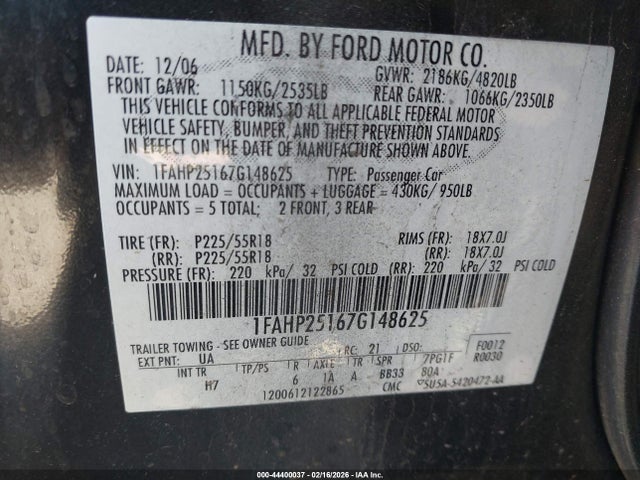 MFD. BY FORD MOTOR CO.
DATE: 12/06 GVWR: 2186KG/4820LB
FRONT GAWR: 1150KG/2535LB REAR GAWR: 1066KG/2350LB
THIS VEHICLE CONFORMS TO ALL APPLICABLE FEDERAL MOTOR
VEHICLE SAFETY, BUMPER, AND THEFT PREVENTION STANDARDS
IN EFFECT ON THE DATE OF MANUFACTURE SHOWN ABOVE.
VIN: 1FAHP25167G148625 TYPE: Passenger Car
MAXIMUM LOAD = OCCUPANTS + LUGGAGE = 430KG/ 950LB
OCCUPANTS = 5 TOTAL; 2 FRONT, 3 REAR
TIRE (FR): P225/55R18 RIMS (FR): 18X7.0J
(RR): P225/55R18 (RR): 18X7.0J
PRESSURE (FR): 220 kPa/ 32 PSI COLD (RR): 220 kPa/ 32 PSI COLD
1FAHP25167G148625
TRAILER TOWING - SEE OWNER GUIDE
EXT PNT: UA RC: 21 DSO: F0012
R0030
INT TR TP/PS R AXLE TR SPR 7PG1F
H7 6 1A A BB33 80A
1200612122865 CMC 5U5A-5420472-AA
000-44400037 - 02/16/2026 - IAA Inc.